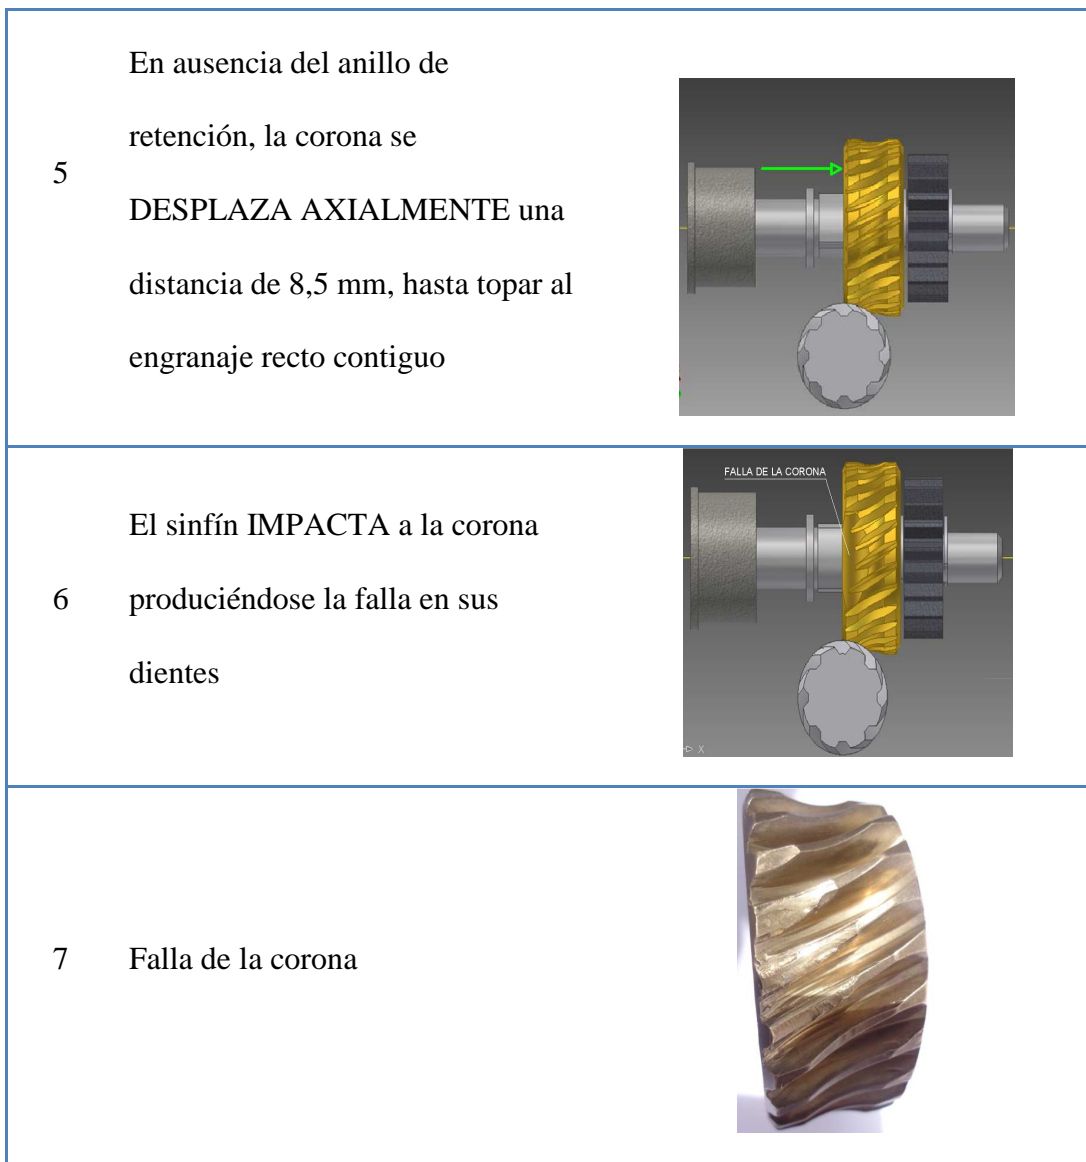 En ausencia del anillo de
retención, la corona se
5
DESPLAZA AXIALMENTE una
distancia de 8,5 mm, hasta topar al
engranaje recto contiguo
FALLA DE LA CORONA
El sinfín IMPACTA a la corona
6 produciéndose la falla en sus
dientes
X
7 Falla de la corona